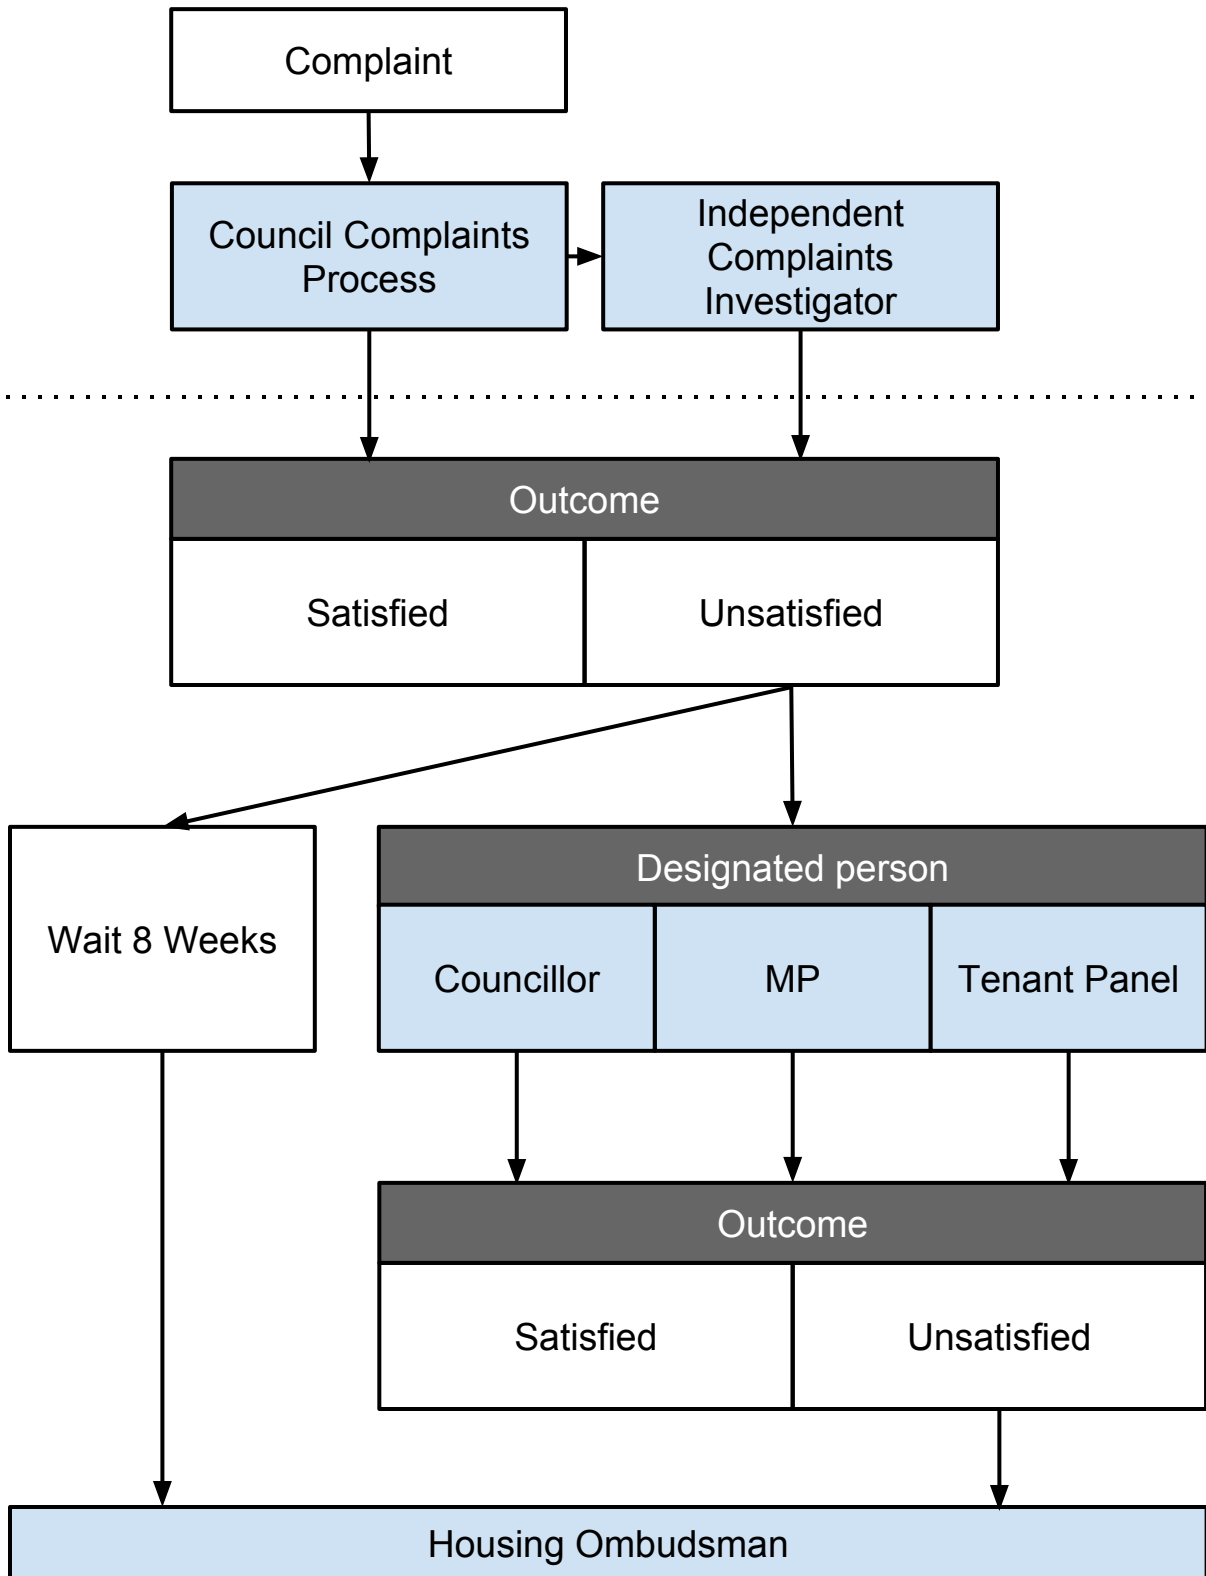 Complaint
Council Complaints
Process
Independent
Complaints
Investigator
Outcome
Satisfied
Unsatisfied
Wait 8 Weeks
Designated person
Councillor
MP
Tenant Panel
Outcome
Satisfied
Unsatisfied
Housing Ombudsman